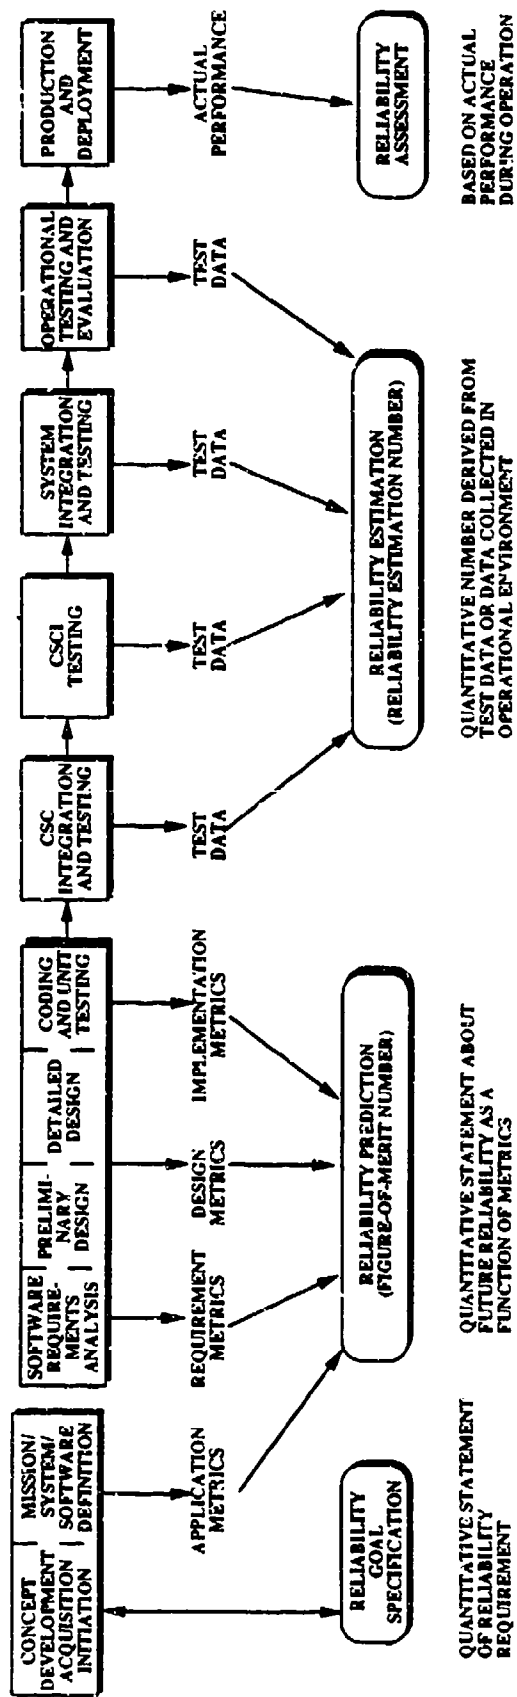 CONCEPT
DEVELOPMENT
ACQUISITION
INITIATION
MISSION/
SYSTEM/
SOFTWARE
DEFINITION
SOFTWARE
REQUIRE-
MENTS
ANALYSIS
PRELIMI-
NARY
DESIGN
DETAILED
DESIGN
CODING
AND UNIT
TESTING
CSC
INTEGRATION
AND TESTING
CSCI
TESTING
SYSTEM
INTEGRATION
AND TESTING
OPERATIONAL
TESTING AND
EVALUATION
PRODUCTION
AND
DEPLOYMENT
APPLICATION
METRICS
REQUIREMENT
METRICS
DESIGN
METRICS
IMPLEMENTATION
METRICS
TEST
DATA
TEST
DATA
TEST
DATA
TEST
DATA
ACTUAL
PERFORMANCE
RELIABILITY
GOAL
SPECIFICATION
RELIABILITY PREDICTION
(FIGURE-OF-MERIT NUMBER)
RELIABILITY ESTIMATION
(RELIABILITY ESTIMATION NUMBER)
RELIABILITY
ASSESSMENT
QUANTITATIVE STATEMENT
OF RELIABILITY
REQUIREMENT
QUANTITATIVE STATEMENT ABOUT
FUTURE RELIABILITY AS A
FUNCTION OF METRICS
QUANTITATIVE NUMBER DERIVED FROM
TEST DATA OR DATA COLLECTED IN
OPERATIONAL ENVIRONMENT
BASED ON ACTUAL
PERFORMANCE
DURING OPERATION